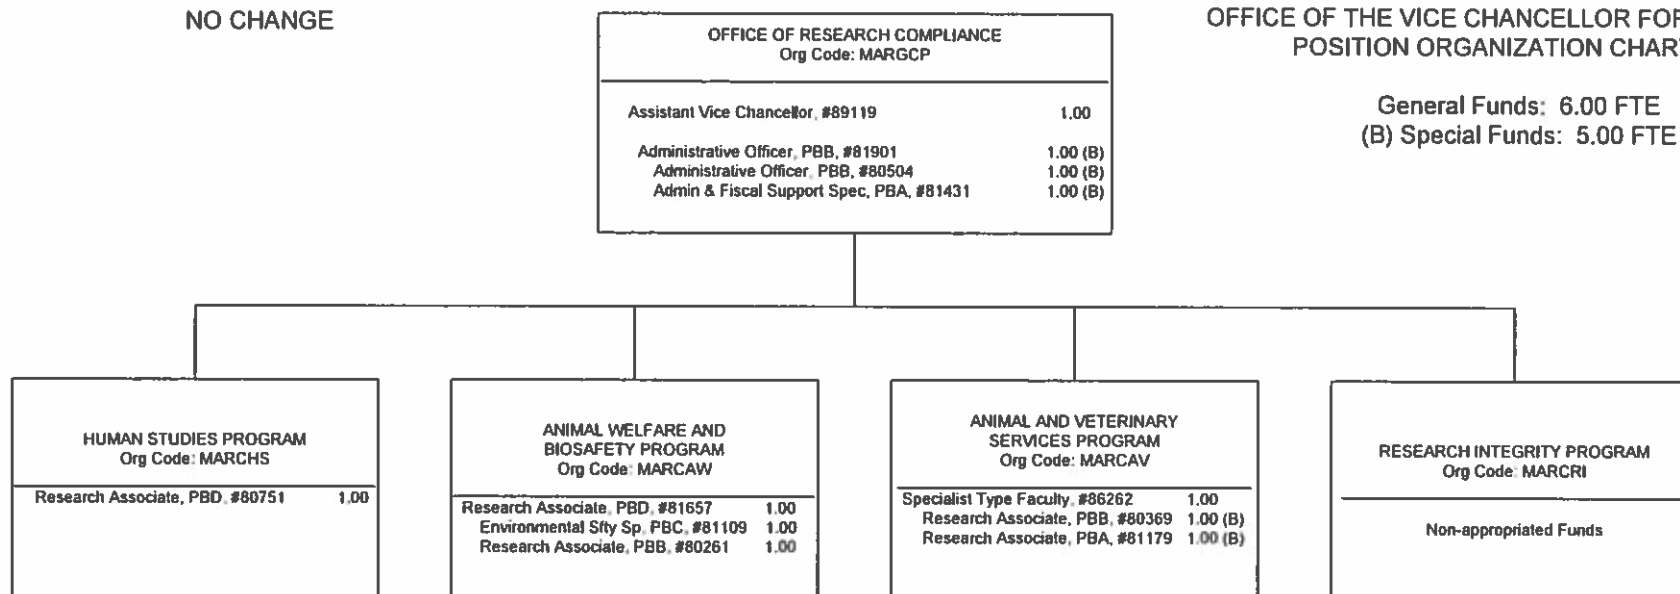 NO CHANGE
OFFICE OF THE VICE CHANCELLOR
POSITION ORGANIZATION
General Funds: 6.00 FTE
(B) Special Funds: 5.00 FTE
OFFICE OF RESEARCH COMPLIANCE
Org Code: MARGCP
Assistant Vice Chancellor, #89119 1.00
Administrative Officer, PBB, #81901 1.00 (B)
Administrative Officer, PBB, #80504 1.00 (B)
Admin & Fiscal Support Spec, PBA, #81431 1.00 (B)
HUMAN STUDIES PROGRAM
Org Code: MARCHS
Research Associate, PBD, #80751 1.00
ANIMAL WELFARE AND
BIOSAFETY PROGRAM
Org Code: MARCAW
Research Associate, PBD, #81657 1.00
Environmental Sfty Sp, PBC, #81109 1.00
Research Associate, PBB, #80261 1.00
ANIMAL AND VETERINARY
SERVICES PROGRAM
Org Code: MARCAV
Specialist Type Faculty, #86262 1.00
Research Associate, PBB, #80369 1.00 (B)
Research Associate, PBA, #81179 1.00 (B)
RESEARCH INTEGRITY PROGRAM
Org Code: MARCRI
Non-appropriated Funds